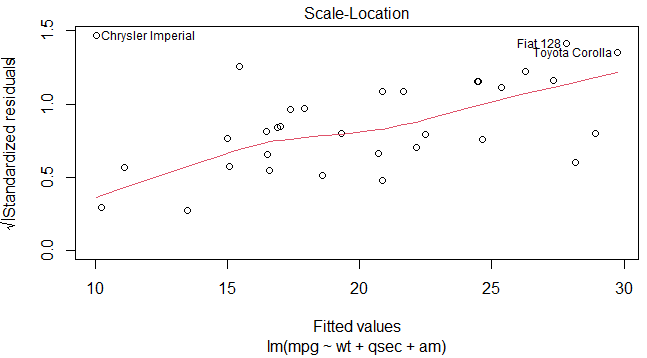 Scale-Location
√|Standardized residuals|
1.5
1.0
0.5
0.0
Chrysler Imperial
Fiat 128
Toyota Corolla
10 15 20 25 30
Fitted values
lm(mpg ~ wt + qsec + am)